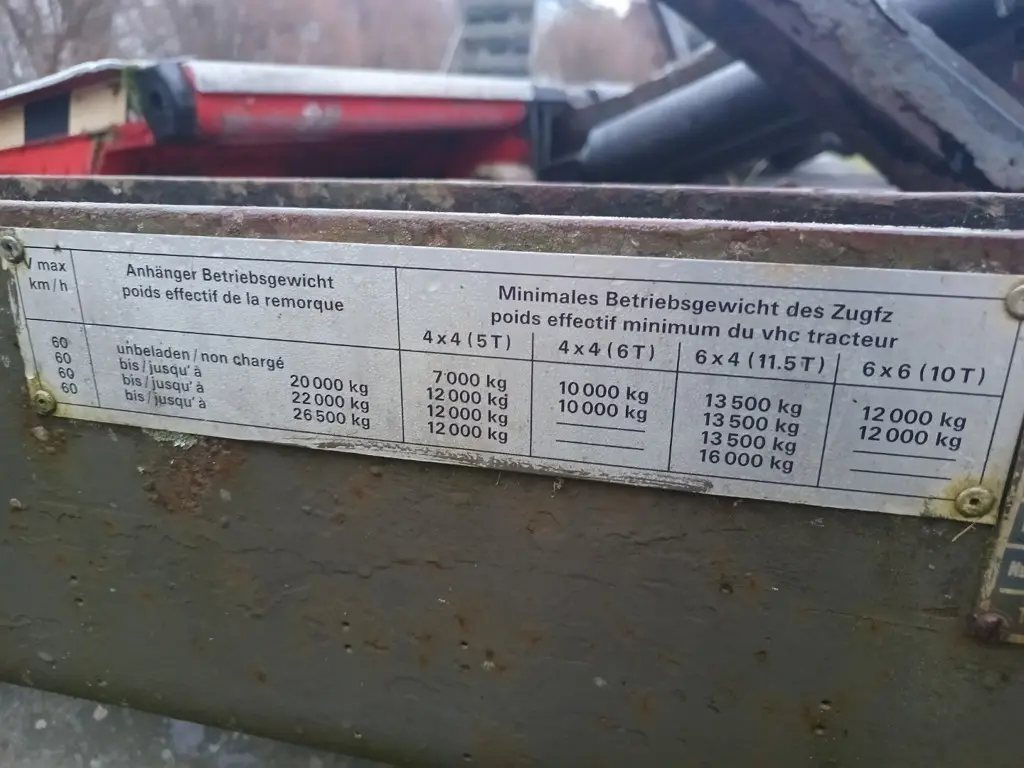 V max
km/h
Anhänger Betriebsgewicht
poids effectif de la remorque
Minimales Betriebsgewicht des Zugfz
poids effectif minimum du vhc tracteur
4x4 (5T) 4x4 (6T) 6x4 (11.5T) 6x6 (10T)
60 unbeladen/non chargé 7'000 kg 10000 kg 13500 kg 12000 kg
60 bis/jusqu'à 20000 kg 12000 kg 10000 kg 13500 kg 12000 kg
60 bis/jusqu'à 22000 kg 12000 kg 13500 kg
60 bis/jusqu'à 26500 kg 12000 kg 16000 kg